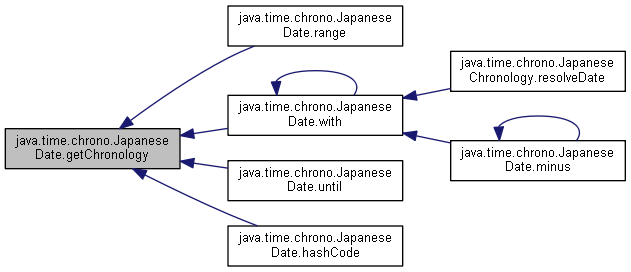 java.time.chrono.Japanese
Date.range
java.time.chrono.Japanese
Chronology.resolveDate
java.time.chrono.Japanese
Date.with
java.time.chrono.Japanese
Date.getChronology
java.time.chrono.Japanese
Date.minus
java.time.chrono.Japanese
Date.until
java.time.chrono.Japanese
Date.hashCode